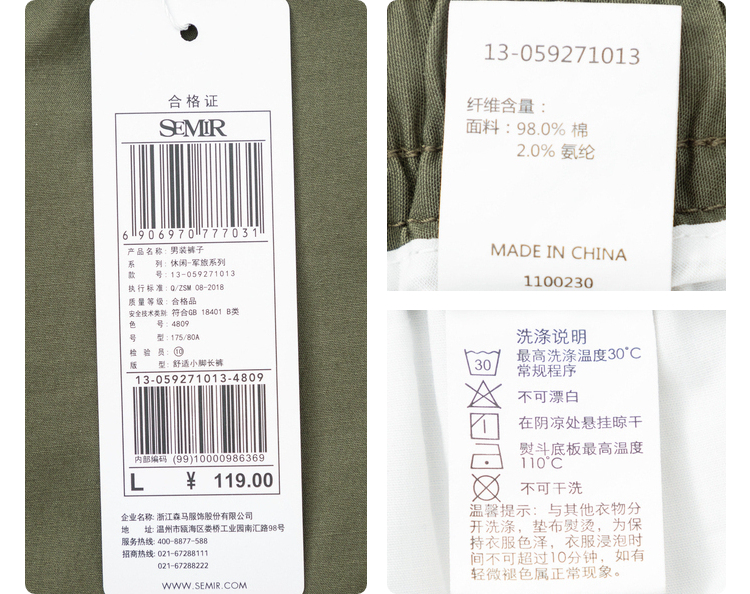 合格证
SEMIR
6 906970 777031
产品名称: 男装裤子
系 列: 休闲-军旅系列
款 号: 13-059271013
执行标准: Q/ZSM 08-2018
质量等级: 合格品
安全技术类别: 符合GB 18401 B类
色 号: 4809
号 型: 175/80A
检 验 员: ⑩
版 型: 舒适小脚长裤
13-059271013-4809
内部编码 (99)10000986369
L ¥ 119.00
企业名称: 浙江森马服饰股份有限公司
地 址: 温州市瓯海区娄桥工业园南汇路98号
服务热线: 400-8877-588
招商热线: 021-67288111
021-67288222
WWW.SEMIR.COM
13-059271013
纤维含量:
面料: 98.0% 棉
2.0% 氨纶
MADE IN CHINA
1100230
洗涤说明
30 最高洗涤温度30°C
常规程序
不可漂白
在阴凉处悬挂晾干
熨斗底板最高温度
110°C
不可干洗
温馨提示: 与其他衣物分
开洗涤, 垫布熨烫, 为保
持衣服色泽, 衣服浸泡时
间不可超过10分钟, 如有
轻微褪色属正常现象。